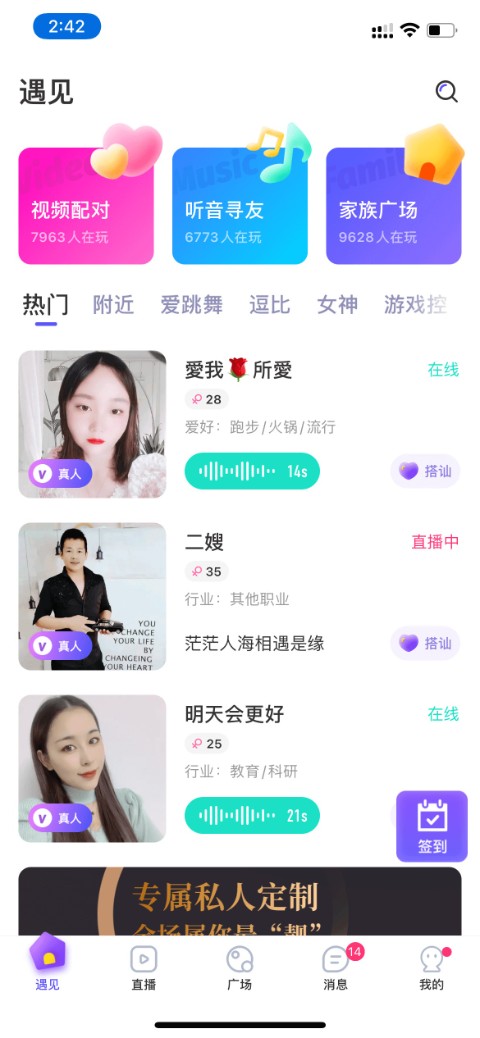 2:42
遇见
Video
Music
Famil
视频配对
听音寻友
家族广场
7963人在玩
6773人在玩
9628人在玩
热门 附近 爱跳舞 逗比 女神 游戏控
愛我🌹所愛
在线
28
爱好：跑步/火锅/流行
V 真人
14s
搭讪
二嫂
直播中
35
行业：其他职业
YOU
CHANGE
YOUR LIFE
BY
CHANGEING
YOUR HEART
V 真人
茫茫人海相遇是缘
搭讪
明天会更好
在线
25
行业：教育/科研
V 真人
21s
签到
专属私人定制
14
遇见 直播 广场 消息 我的